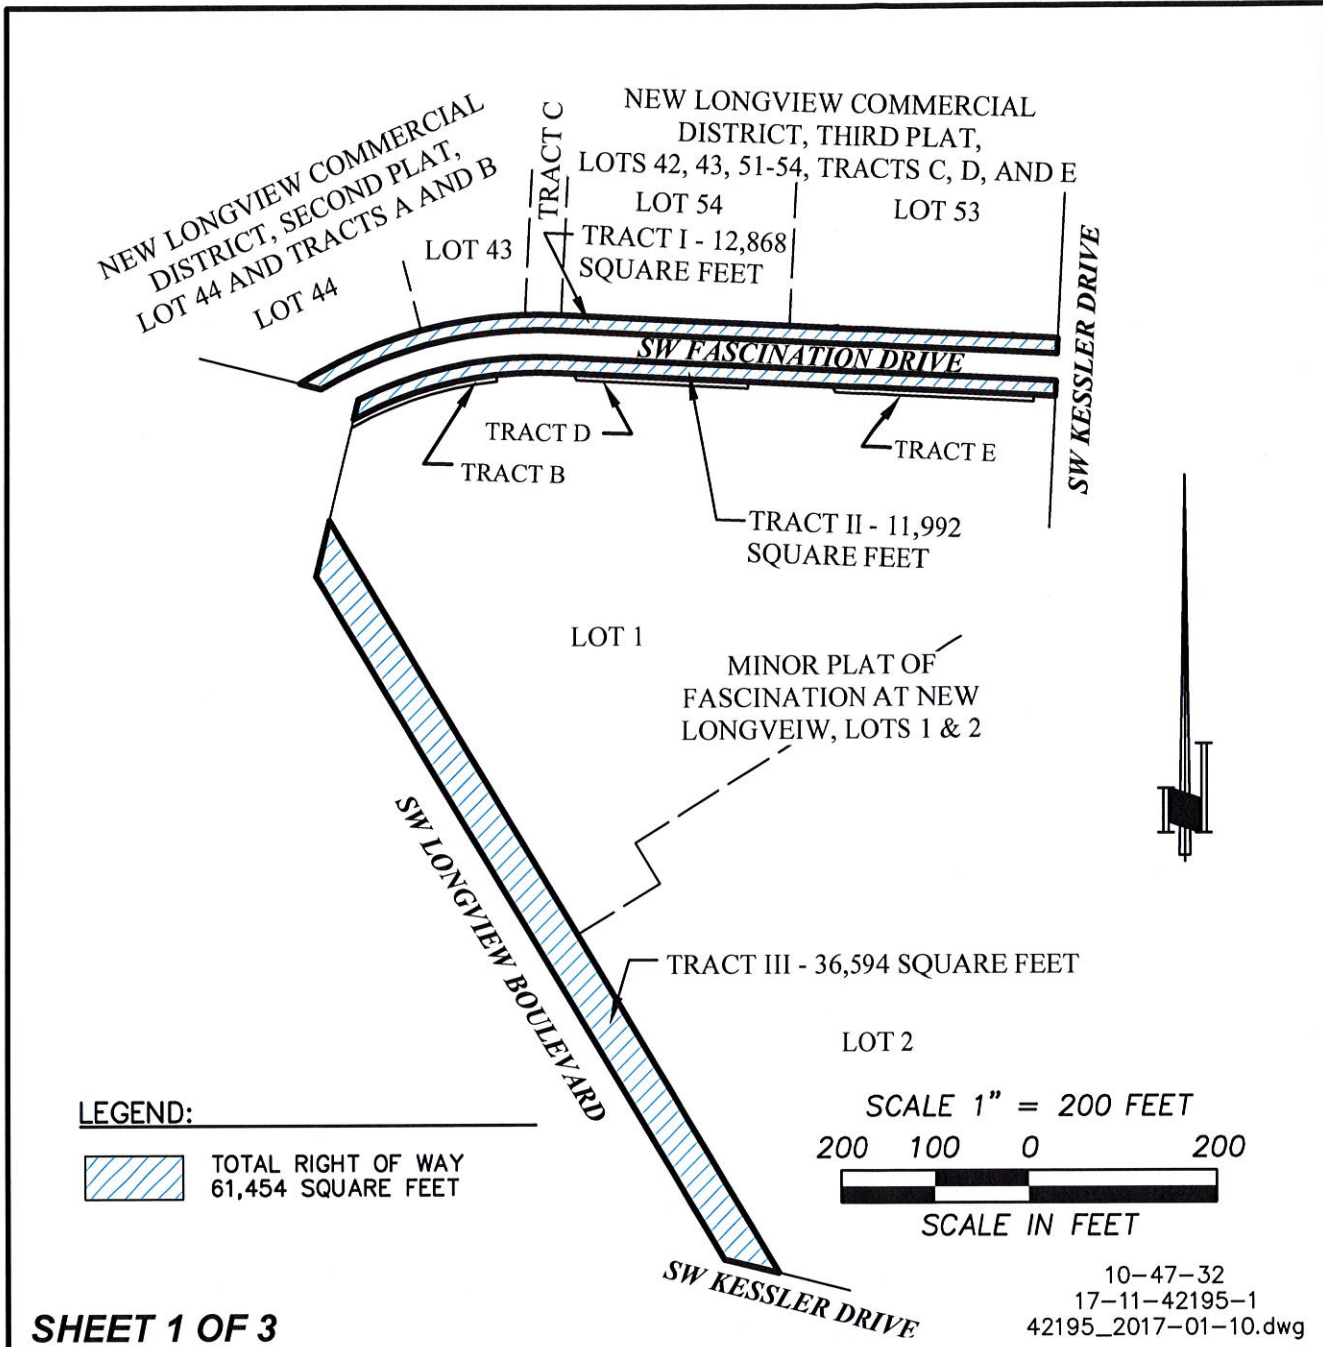 NEW LONGVIEW COMMERCIAL
DISTRICT, SECOND PLAT,
LOT 44 AND TRACTS A AND B
LOT 44
LOT 43
TRACT C
NEW LONGVIEW COMMERCIAL
DISTRICT, THIRD PLAT,
LOTS 42, 43, 51-54, TRACTS C, D, AND E
LOT 54
LOT 53
TRACT I - 12,868
SQUARE FEET
SW KESSLER DRIVE
SW FASCINATION DRIVE
TRACT D
TRACT B
TRACT E
TRACT II - 11,992
SQUARE FEET
LOT 1
MINOR PLAT OF
FASCINATION AT NEW
LONGVEIW, LOTS 1 & 2
N
SW LONGVIEW BOULEVARD
TRACT III - 36,594 SQUARE FEET
LOT 2
LEGEND:
TOTAL RIGHT OF WAY
61,454 SQUARE FEET
SCALE 1" = 200 FEET
200 100 0 200
SCALE IN FEET
SW KESSLER DRIVE
10-47-32
17-11-42195-1
42195_2017-01-10.dwg
SHEET 1 OF 3